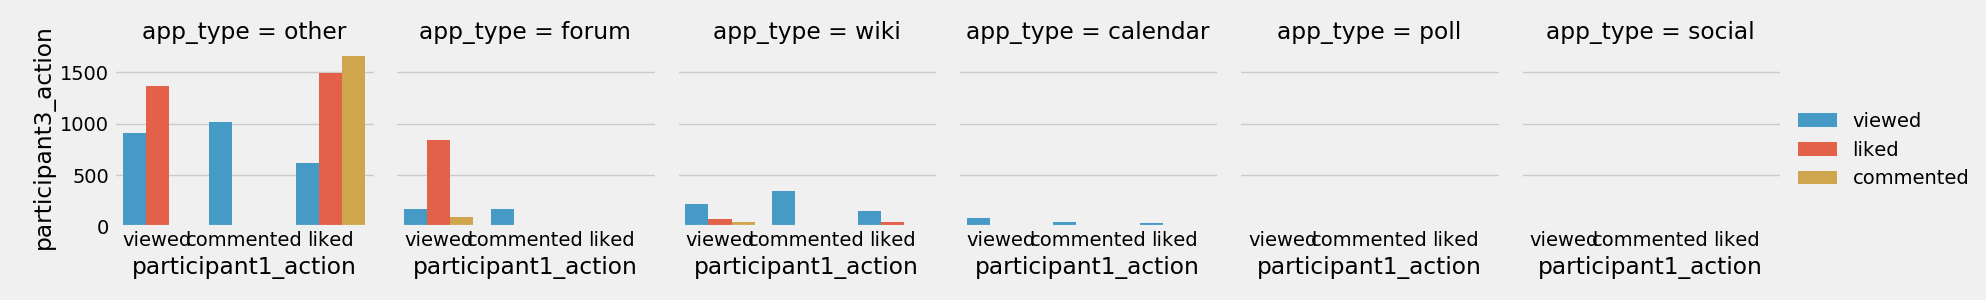 app_type = other
app_type = forum
app_type = wiki
app_type = calendar
app_type = poll
app_type = social
participant3_action
1500
1000
500
0
viewed commented liked
viewed commented liked
viewed commented liked
viewed commented liked
viewed commented liked
viewed commented liked
participant1_action
participant1_action
participant1_action
participant1_action
participant1_action
participant1_action
viewed
liked
commented